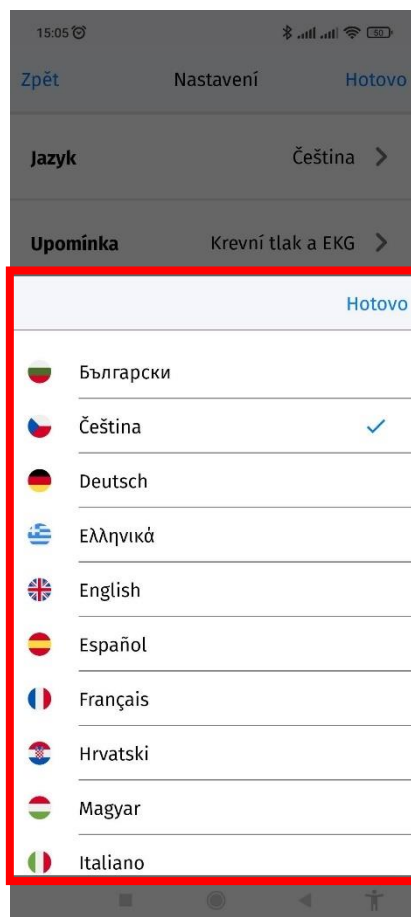 15:05 50
Zpět Nastavení Hotovo
Jazyk Čeština
Upomínka Krevní tlak a EKG
Hotovo
Български
Čeština
Deutsch
Ελληνικά
English
Español
Français
Hrvatski
Magyar
Italiano